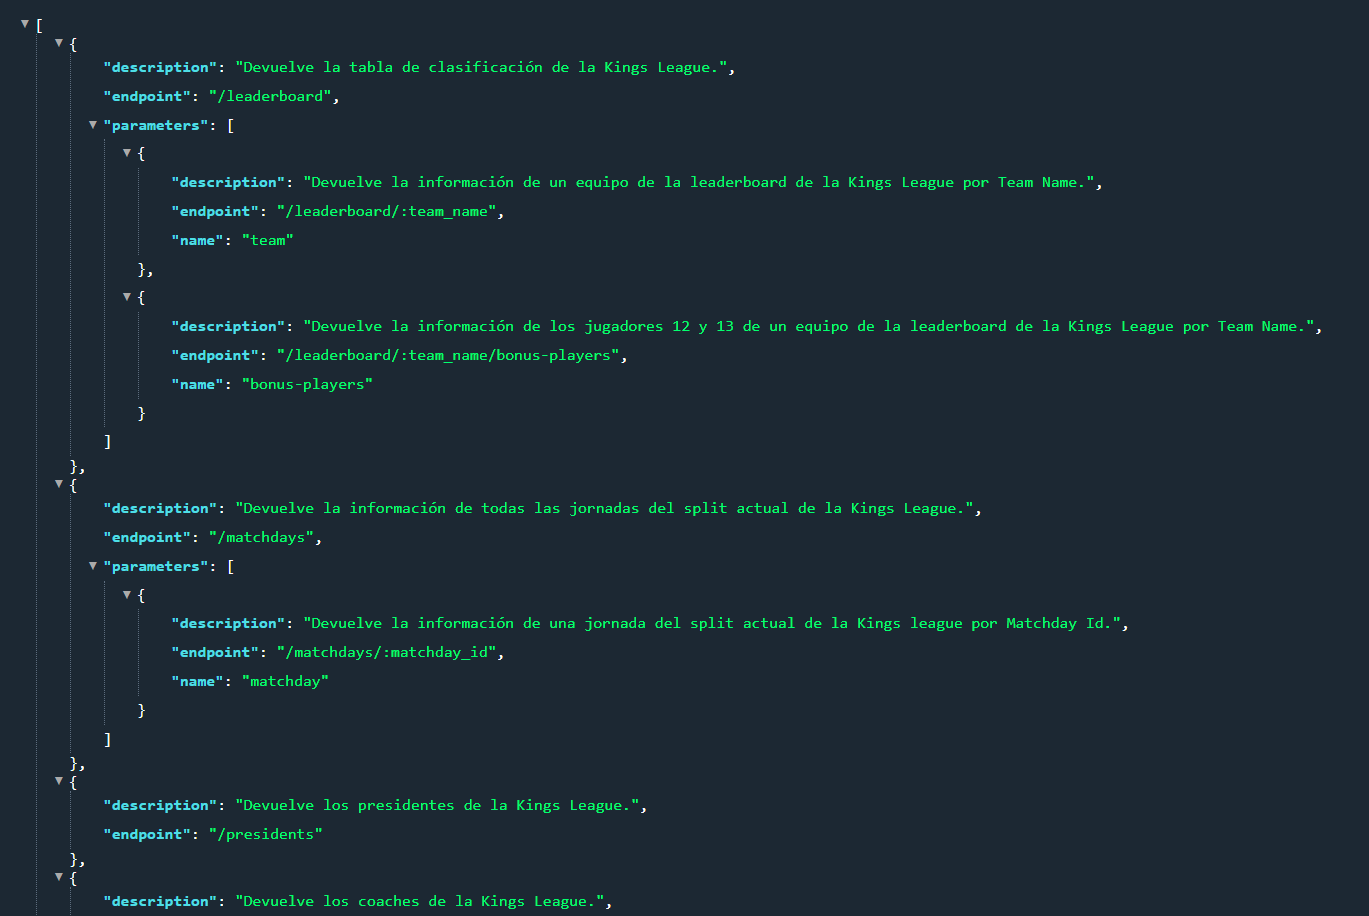 [
{
"description": "Devuelve la tabla de clasificación de la Kings League.",
"endpoint": "/leaderboard",
"parameters": [
{
"description": "Devuelve la información de un equipo de la leaderboard de la Kings League por Team Name.",
"endpoint": "/leaderboard/:team_name",
"name": "team"
},
{
"description": "Devuelve la información de los jugadores 12 y 13 de un equipo de la leaderboard de la Kings League por Team Name.",
"endpoint": "/leaderboard/:team_name/bonus-players",
"name": "bonus-players"
}
]
},
{
"description": "Devuelve la información de todas las jornadas del split actual de la Kings League.",
"endpoint": "/matchdays",
"parameters": [
{
"description": "Devuelve la información de una jornada del split actual de la Kings league por Matchday Id.",
"endpoint": "/matchdays/:matchday_id",
"name": "matchday"
}
]
},
{
"description": "Devuelve los presidentes de la Kings League.",
"endpoint": "/presidents"
},
{
"description": "Devuelve los coaches de la Kings League.",